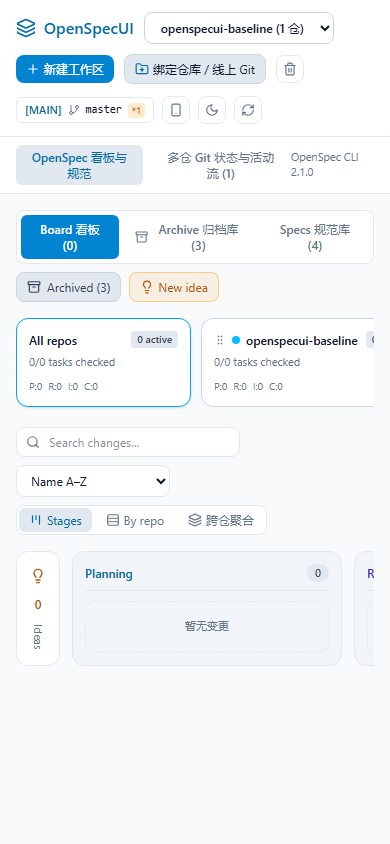 OpenSpecUI
openspecui-baseline (1 仓)
新建工作区
绑定仓库 / 线上 Git
[MAIN] master *1
OpenSpec 看板与
规范
多仓 Git 状态与活动
流 (1)
OpenSpec CLI
2.1.0
Board 看板
(0)
Archive 归档库
(3)
Specs 规范库
(4)
Archived (3)
New idea
All repos
0 active
0/0 tasks checked
P:0 R:0 I:0 C:0
openspecui-baseline
0/0 tasks checked
P:0 R:0 I:0 C:0
Search changes...
Name A–Z
Stages
By repo
跨仓聚合
0
Ideas
Planning
0
暂无变更